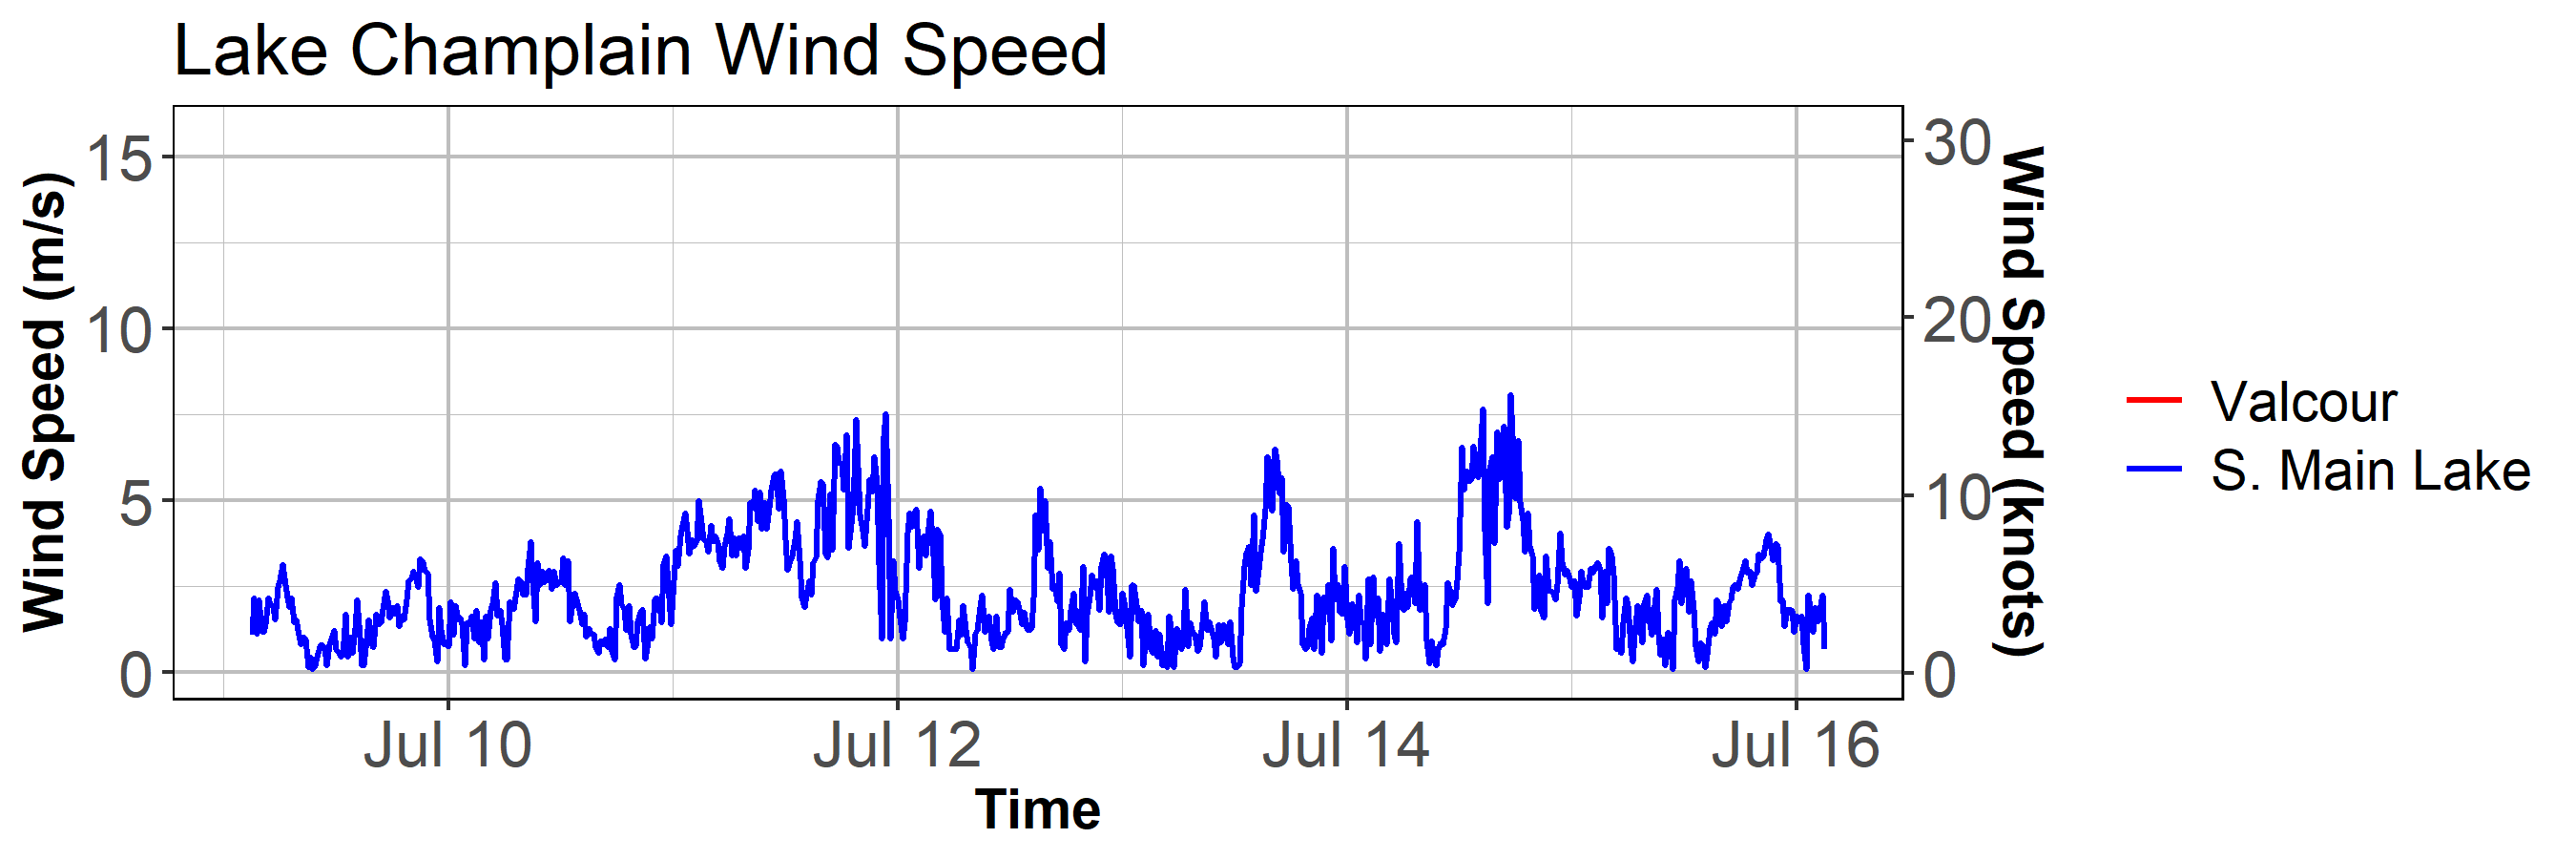 Lake Champlain Wind Speed
Wind Speed (m/s)
15
10
5
0
30
20
10
0
Wind Speed (knots)
Jul 10
Jul 12
Jul 14
Jul 16
Time
Valcour
S. Main Lake